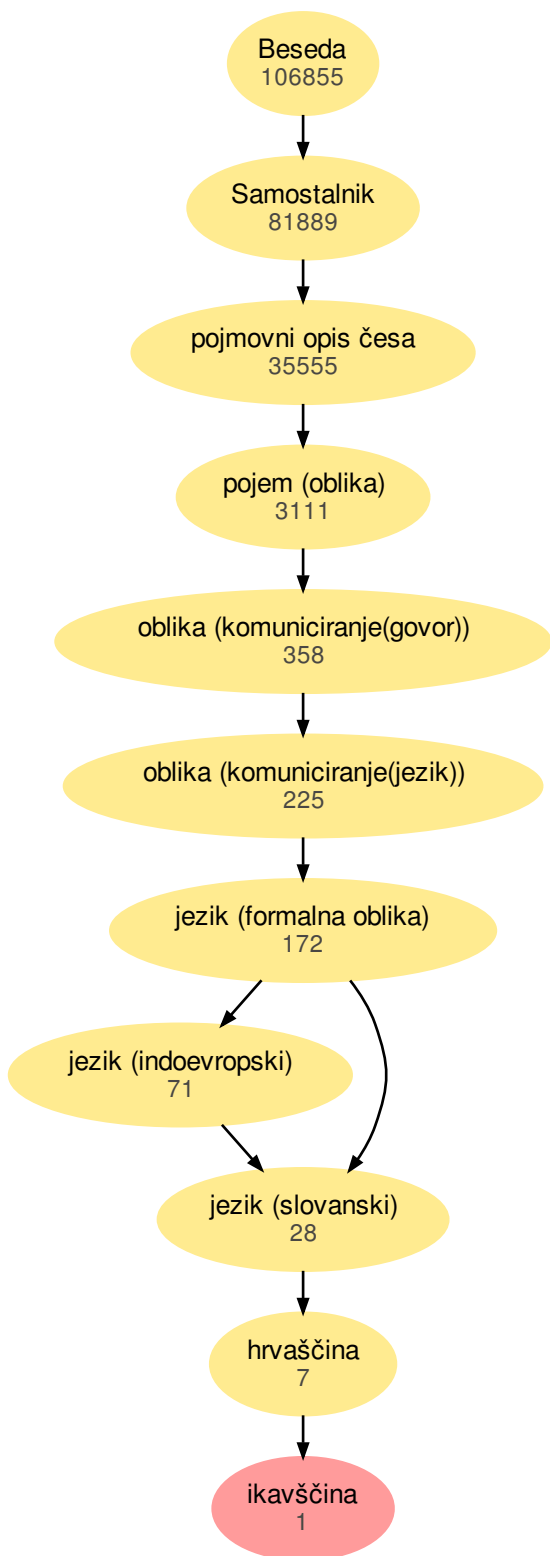 Beseda
106855
Samostalnik
81889
pojmovni opis česa
35555
pojem (oblika)
3111
oblika (komuniciranje(govor))
358
oblika (komuniciranje(jezik))
225
jezik (formalna oblika)
172
jezik (indoevropski)
71
jezik (slovanski)
28
hrvaščina
7
ikavščina
1